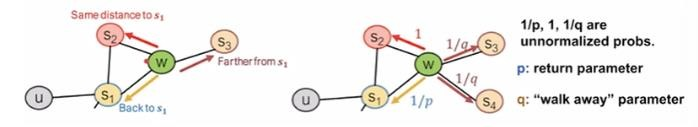 Same distance to s₁
s₂
s₃
w
Farther from s₁
u
s₁
Back to s₁
s₂
1
1/q
s₃
w
1/q
u
s₁
1/p
s₄
1/p, 1, 1/q are
unnormalized probs.
p: return parameter
q: "walk away" parameter